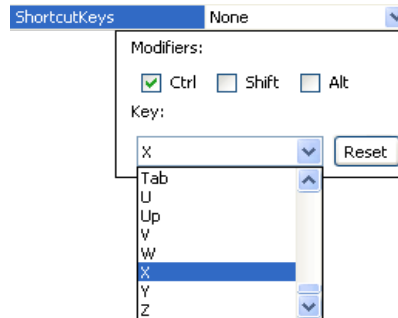 ShortcutKeys None
Modifiers:
Ctrl Shift Alt
Key:
X Reset
Tab
U
Up
V
W
X
Y
Z